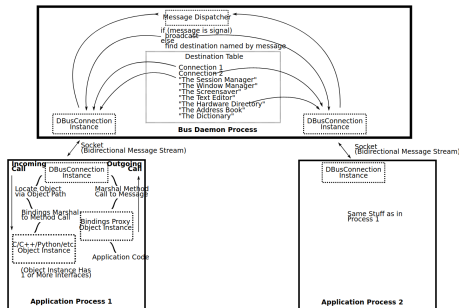 Message Dispatcher
if (message is signal)
broadcast
else
find destination named by message
Destination Table
Connection 1
Connection 2
"The Session Manager"
"The Window Manager"
"The Screensaver"
"The Text Editor"
"The Hardware Directory"
"The Address Book"
"The Dictionary"
DBusConnection
Instance
DBusConnection
Instance
Bus Daemon Process
Socket
(Bidirectional Message Stream)
Socket
(Bidirectional Message Stream)
Incoming
Call
DBusConnection
Instance
Outgoing
Call
Locate Object
via Object Path
Marshal Method
Call to Message
Bindings Marshal
to Method Call
Bindings Proxy
Object Instance
C/C++/Python/etc.
Object Instance
Application Code
(Object Instance Has
1 or More Interfaces)
Application Process 1
DBusConnection
Instance
Same Stuff as in
Process 1
Application Process 2